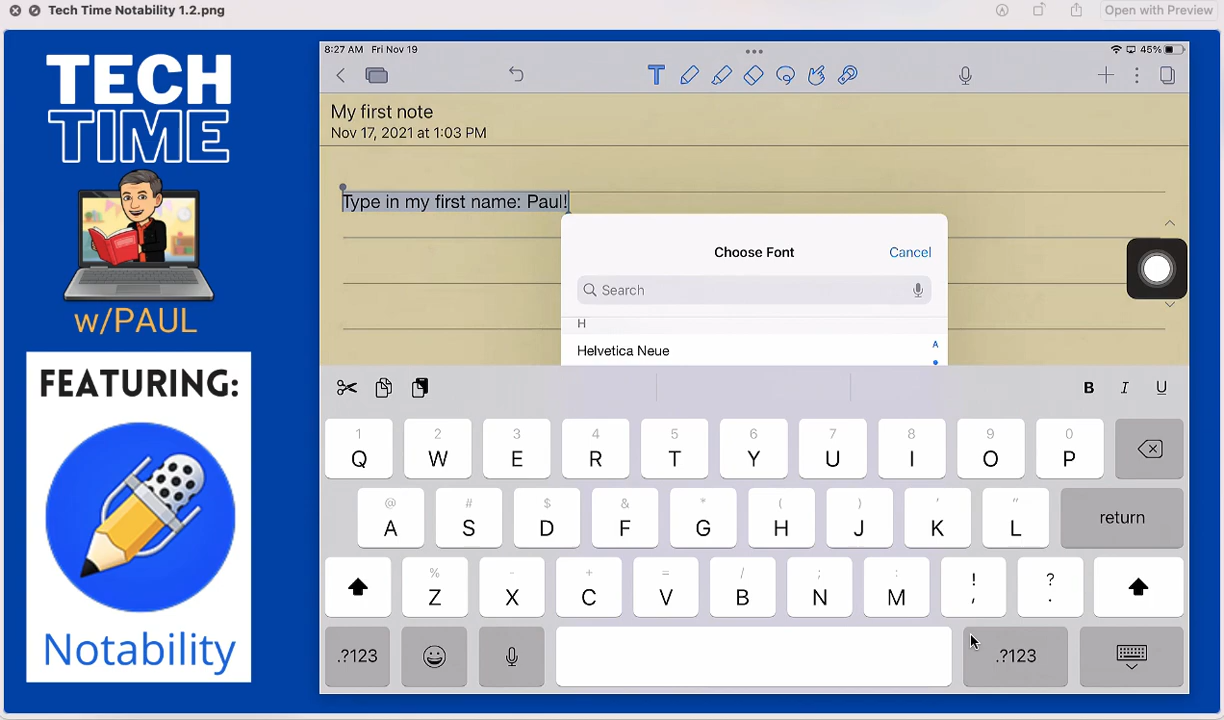 Tech Time Notability 1.2.png
Open with Preview
TECH
TIME
w/PAUL
FEATURING:
Notability
8:27 AM Fri Nov 19
45%
T
My first note
Nov 17, 2021 at 1:03 PM
Type in my first name: Paul!
Choose Font
Cancel
Search
H
Helvetica Neue
A
B I U
1 2 3 4 5 6 7 8 9 0
Q W E R T Y U I O P
@ # $ & * ( ) ' "
A S D F G H J K L
return
% - + = / ; : ! ?
Z X C V B N M , .
.?123
.?123